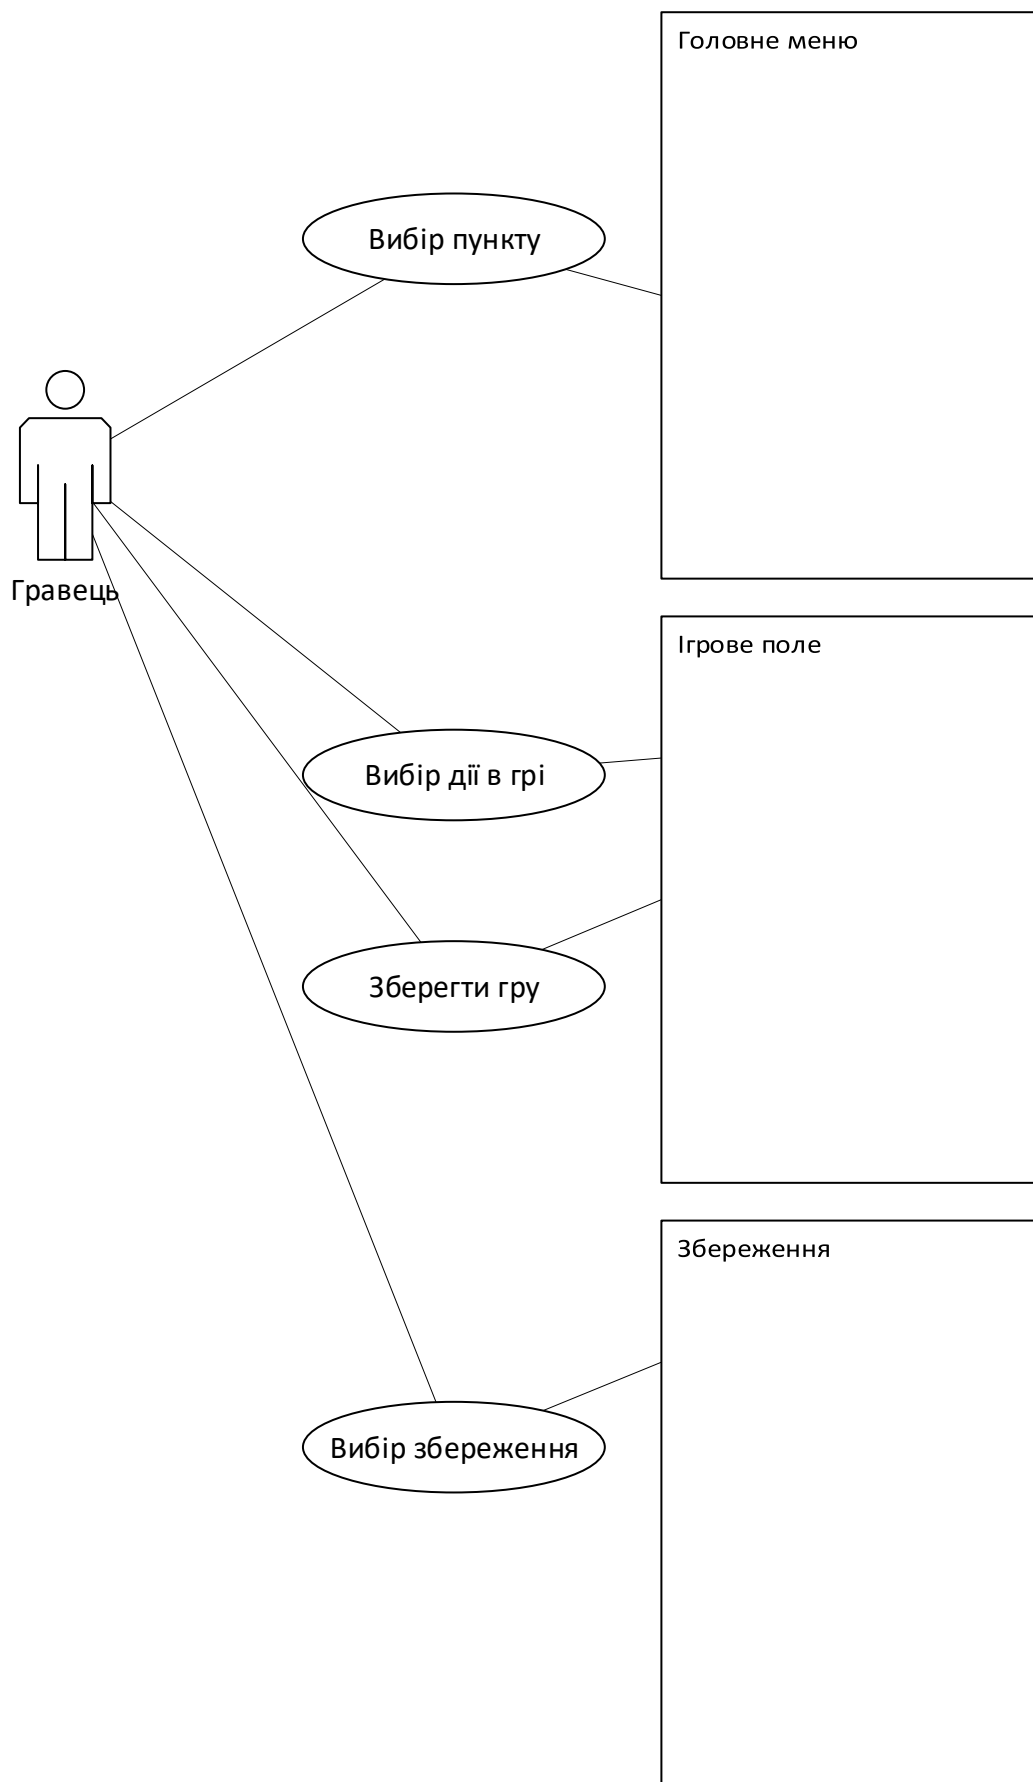 Головне меню
Вибір пункту
Гравець
Ігрове поле
Вибір дії в грі
Зберегти гру
Збереження
Вибір збереження